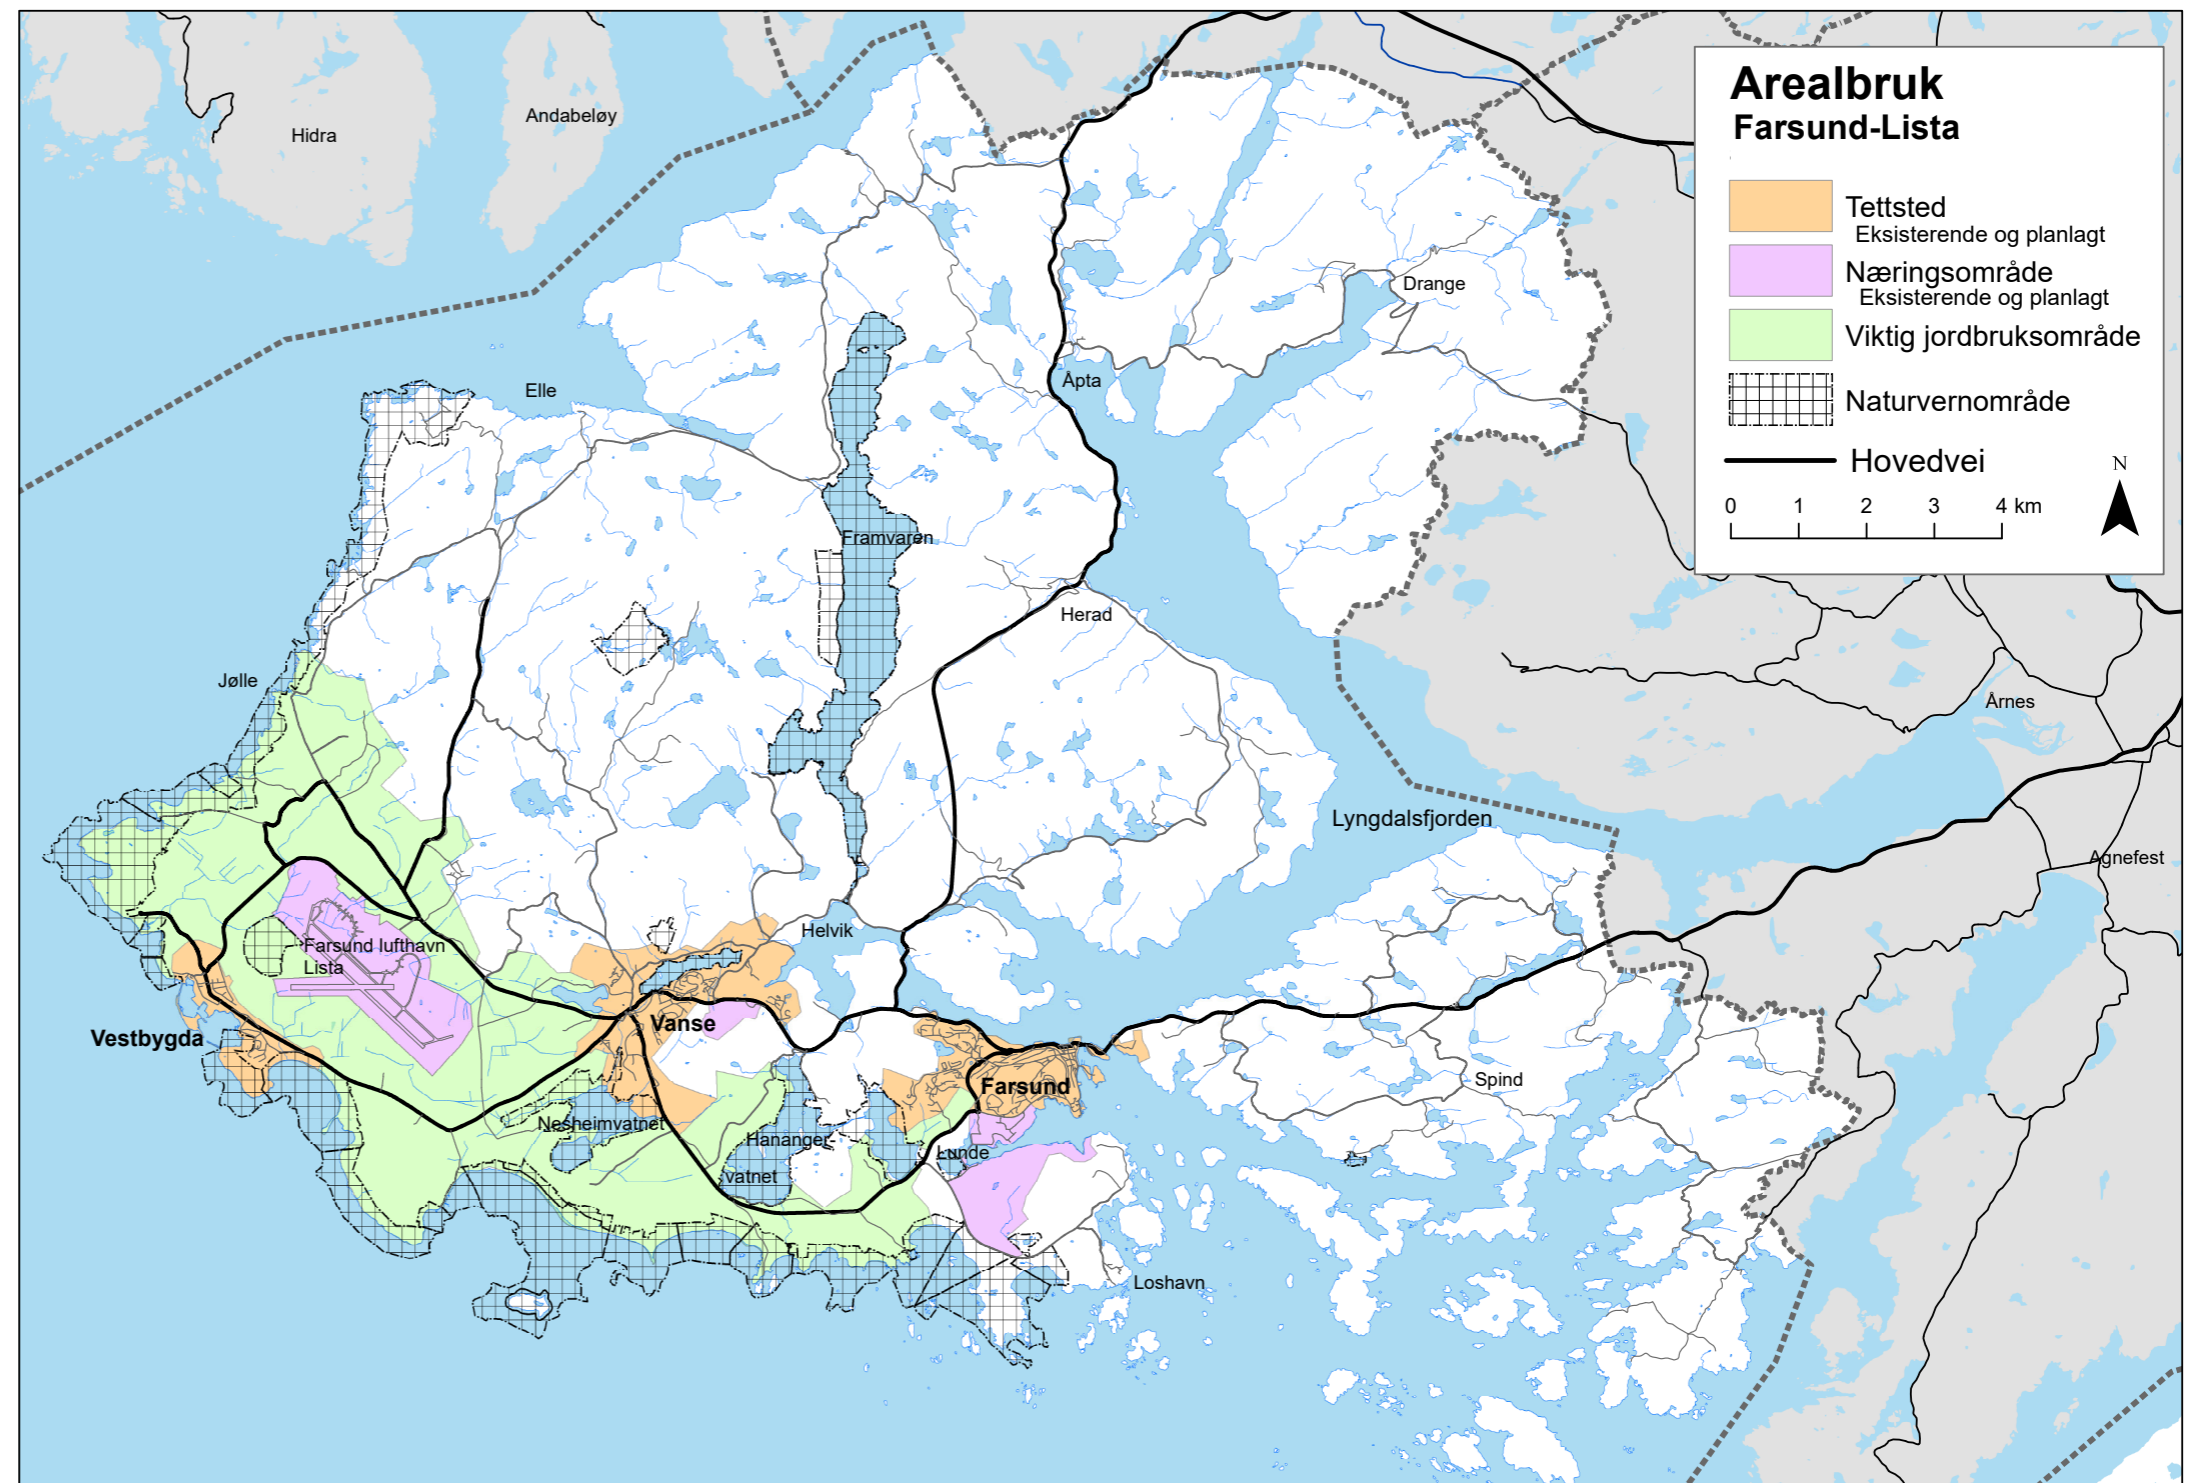 Arealbruk
Farsund-Lista
Tettsted
Eksisterende og planlagt
Næringsområde
Eksisterende og planlagt
Viktig jordbruksområde
Naturvernområde
Hovedvei
N
0 1 2 3 4 km
Hidra
Andabeløy
Drange
Elle
Åpta
Framvaren
Herad
Jølle
Årnes
Lyngdalsfjorden
Agnefest
Helvik
Farsund lufthavn
Lista
Vanse
Vestbygda
Spind
Farsund
Nesheimvatnet
Hananger-
vatnet
Lunde
Loshavn